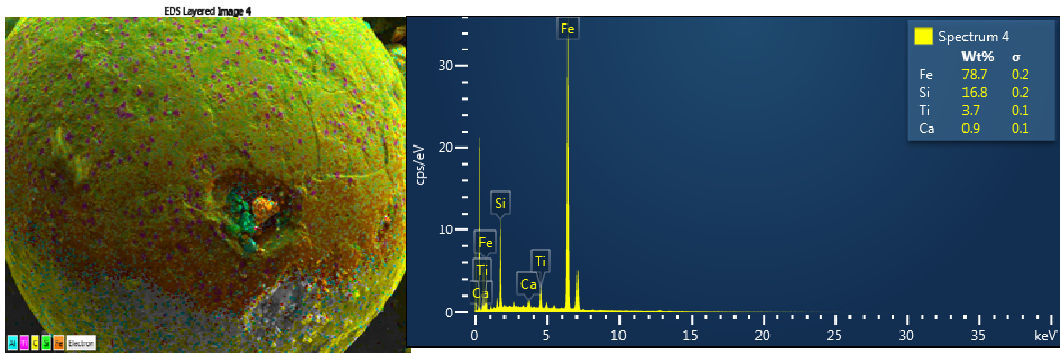 EDS Layered Image 4
Al Ti C Si Fe Electron
cps/eV
30
20
10
0
Fe
Si
Fe
Ti
Ca
Ca
Ti
0 5 10 15 20 25 30 35 keV
Spectrum 4
Wt% σ
Fe 78.7 0.2
Si 16.8 0.2
Ti 3.7 0.1
Ca 0.9 0.1